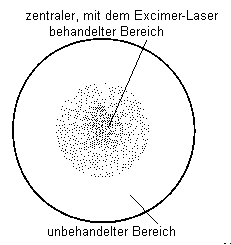 zentraler, mit dem Excimer-Laser
behandelter Bereich
unbehandelter Bereich